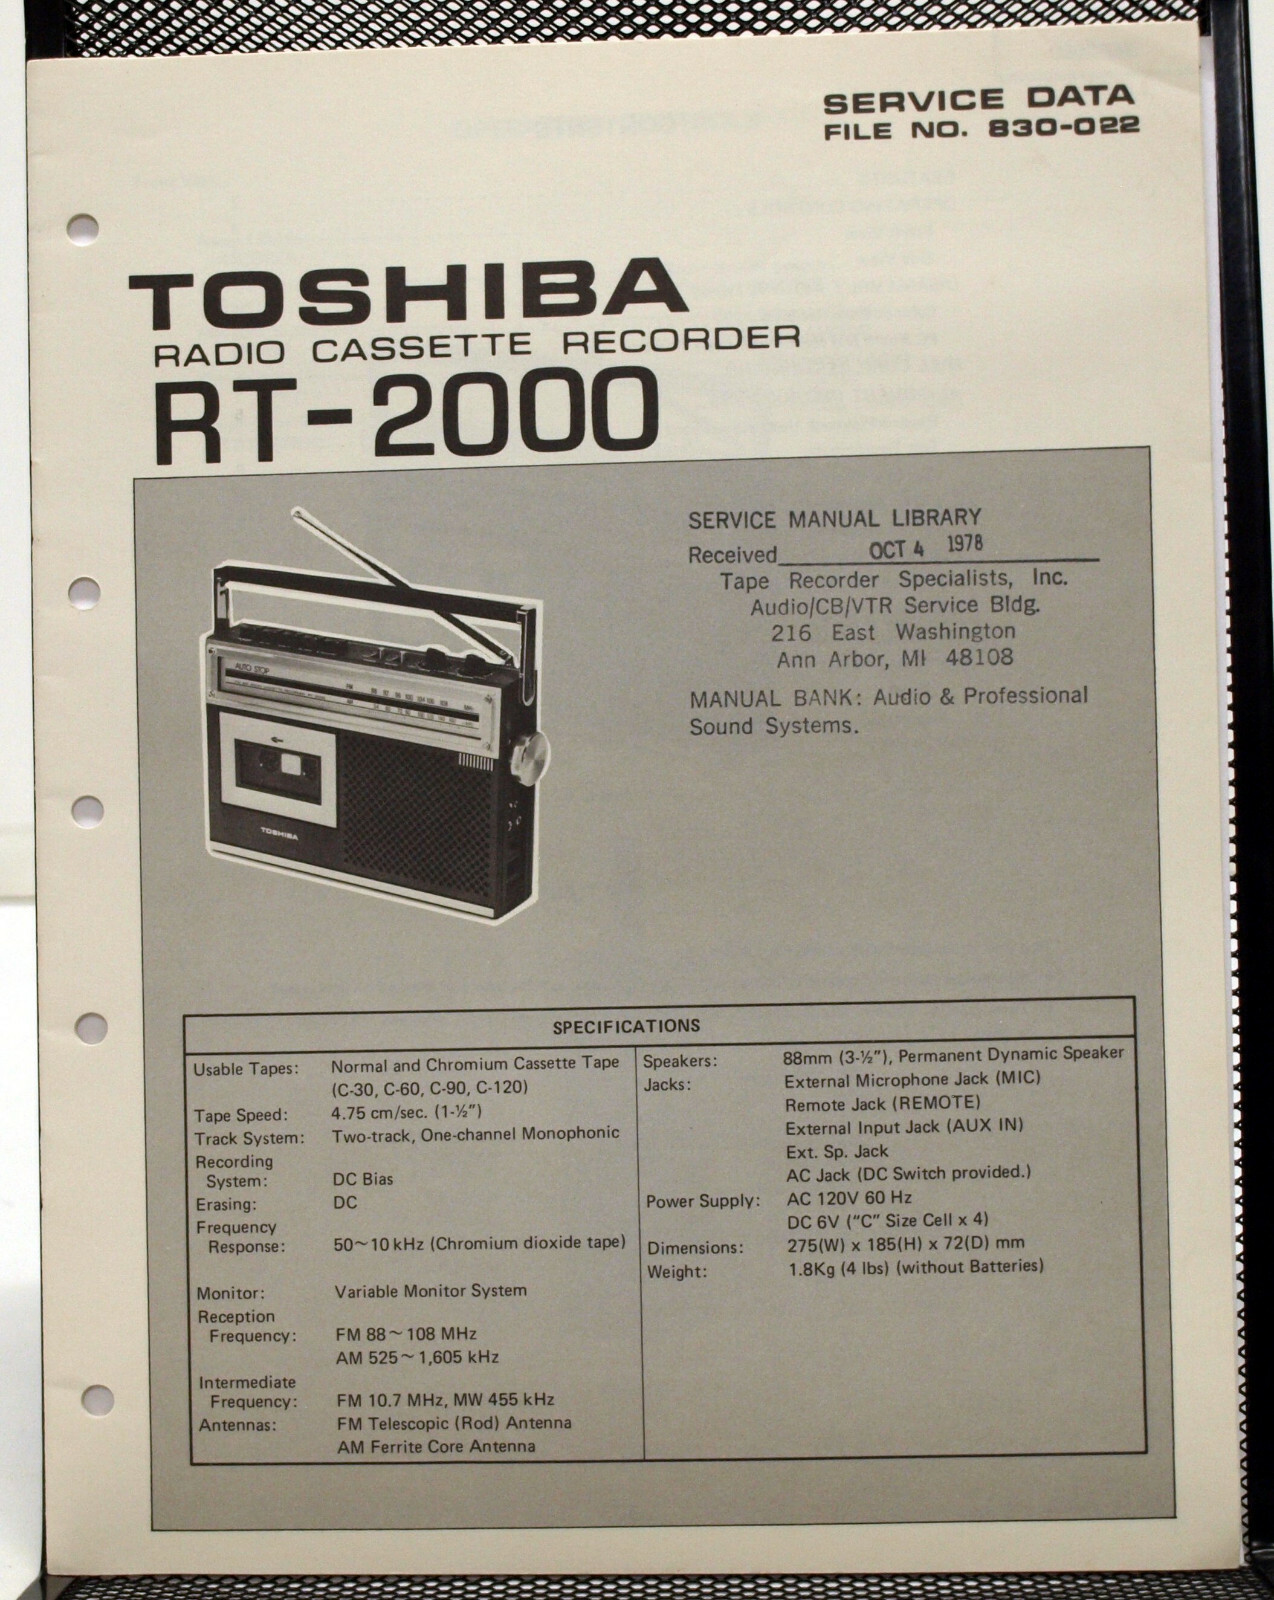 SERVICE DATA
FILE NO. 830-022
TOSHIBA
RADIO CASSETTE RECORDER
RT-2000
SERVICE MANUAL LIBRARY
Received OCT 4 1978
Tape Recorder Specialists, Inc.
Audio/CB/VTR Service Bldg.
216 East Washington
Ann Arbor, MI 48108
MANUAL BANK: Audio & Professional
Sound Systems.
AUTO STOP
TOSHIBA
SPECIFICATIONS
Usable Tapes: Normal and Chromium Cassette Tape
(C-30, C-60, C-90, C-120)
Tape Speed: 4.75 cm/sec. (1-½")
Track System: Two-track, One-channel Monophonic
Recording
System: DC Bias
Erasing: DC
Frequency
Response: 50~10 kHz (Chromium dioxide tape)
Monitor: Variable Monitor System
Reception
Frequency: FM 88~108 MHz
AM 525~1,605 kHz
Intermediate
Frequency: FM 10.7 MHz, MW 455 kHz
Antennas: FM Telescopic (Rod) Antenna
AM Ferrite Core Antenna
Speakers: 88mm (3-½"), Permanent Dynamic Speaker
Jacks: External Microphone Jack (MIC)
Remote Jack (REMOTE)
External Input Jack (AUX IN)
Ext. Sp. Jack
AC Jack (DC Switch provided.)
Power Supply: AC 120V 60 Hz
DC 6V ("C" Size Cell x 4)
Dimensions: 275(W) x 185(H) x 72(D) mm
Weight: 1.8Kg (4 lbs) (without Batteries)